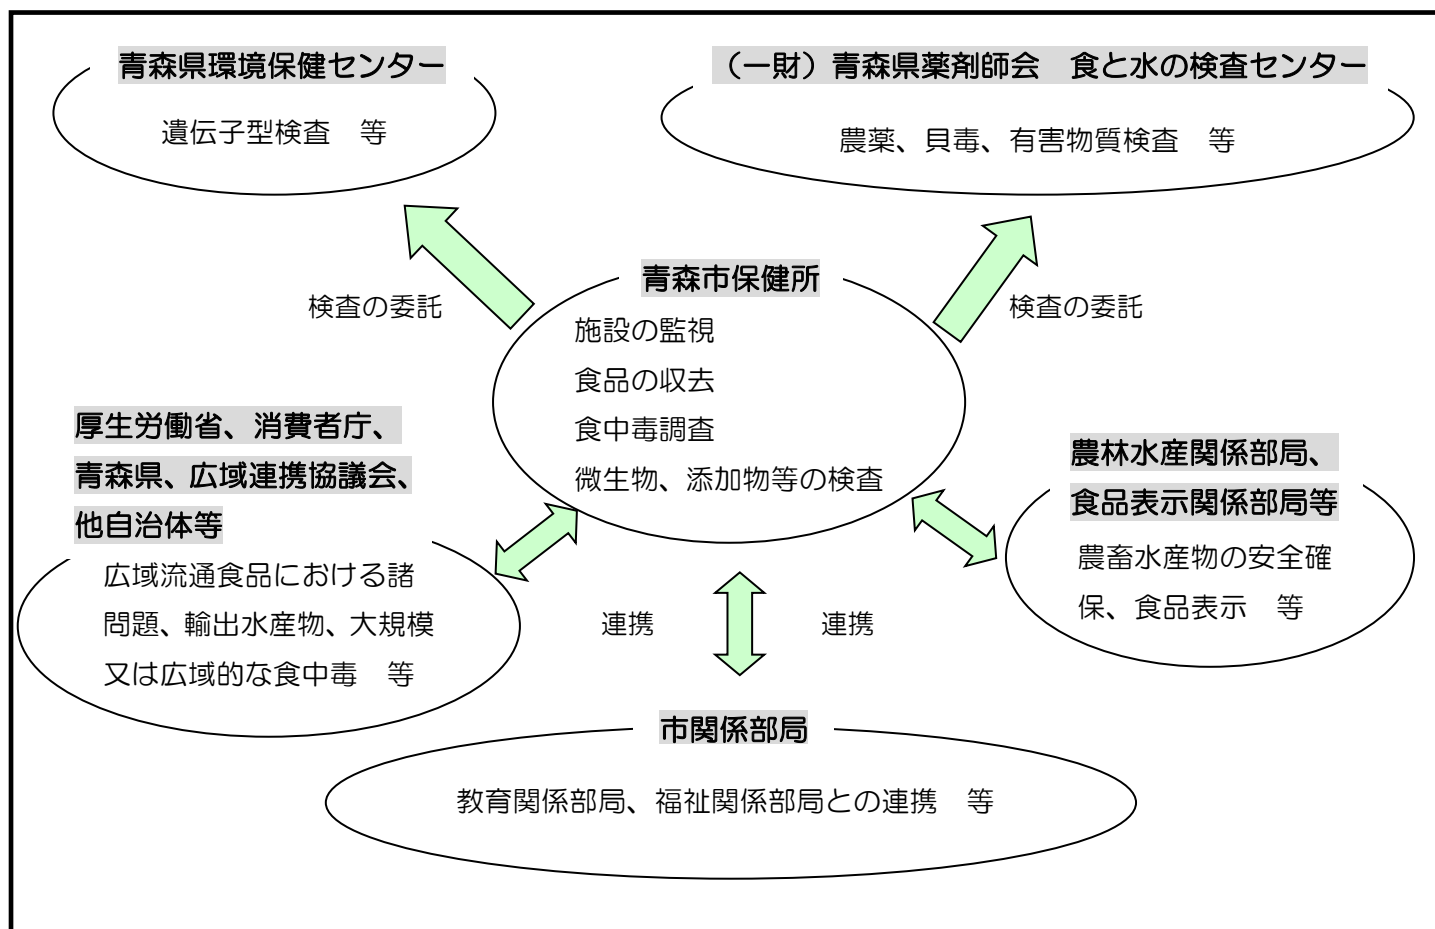 青森県環境保健センター
遺伝子型検査　等
（一財）青森県薬剤師会　食と水の検査センター
農薬、貝毒、有害物質検査　等
検査の委託
検査の委託
青森市保健所
施設の監視
食品の収去
食中毒調査
微生物、添加物等の検査
厚生労働省、消費者庁、
青森県、広域連携協議会、
他自治体等
広域流通食品における諸
問題、輸出水産物、大規模
又は広域的な食中毒　等
農林水産関係部局、
食品表示関係部局等
農畜水産物の安全確
保、食品表示　等
連携
連携
市関係部局
教育関係部局、福祉関係部局との連携　等